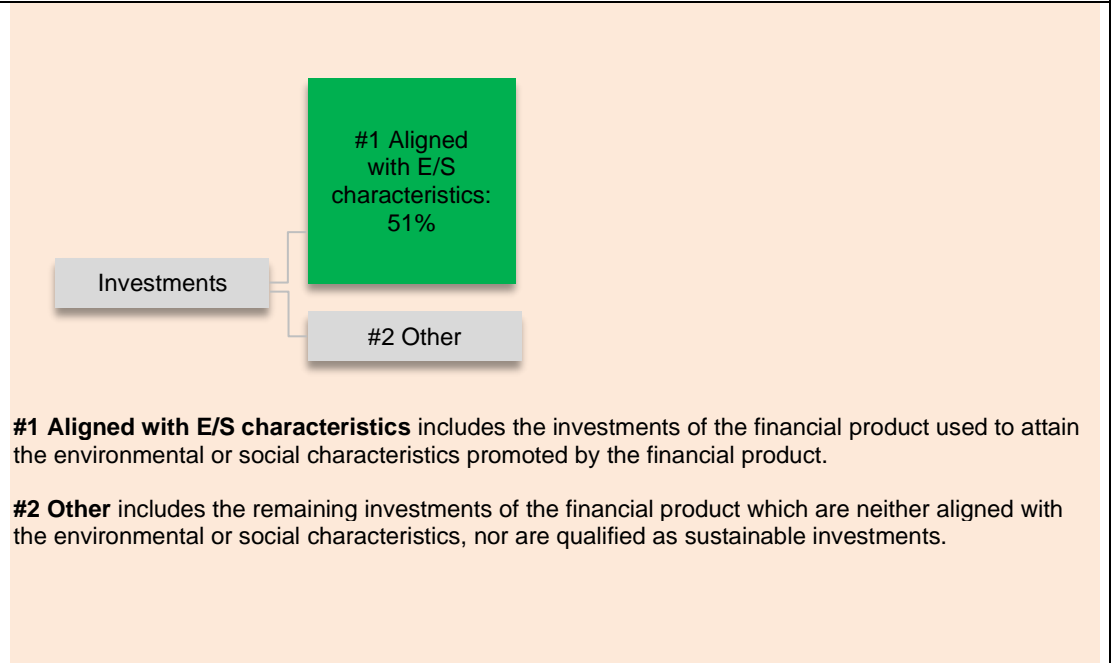 #1 Aligned
with E/S
characteristics:
51%
Investments
#2 Other
#1 Aligned with E/S characteristics includes the investments of the financial product used to attain
the environmental or social characteristics promoted by the financial product.
#2 Other includes the remaining investments of the financial product which are neither aligned with
the environmental or social characteristics, nor are qualified as sustainable investments.